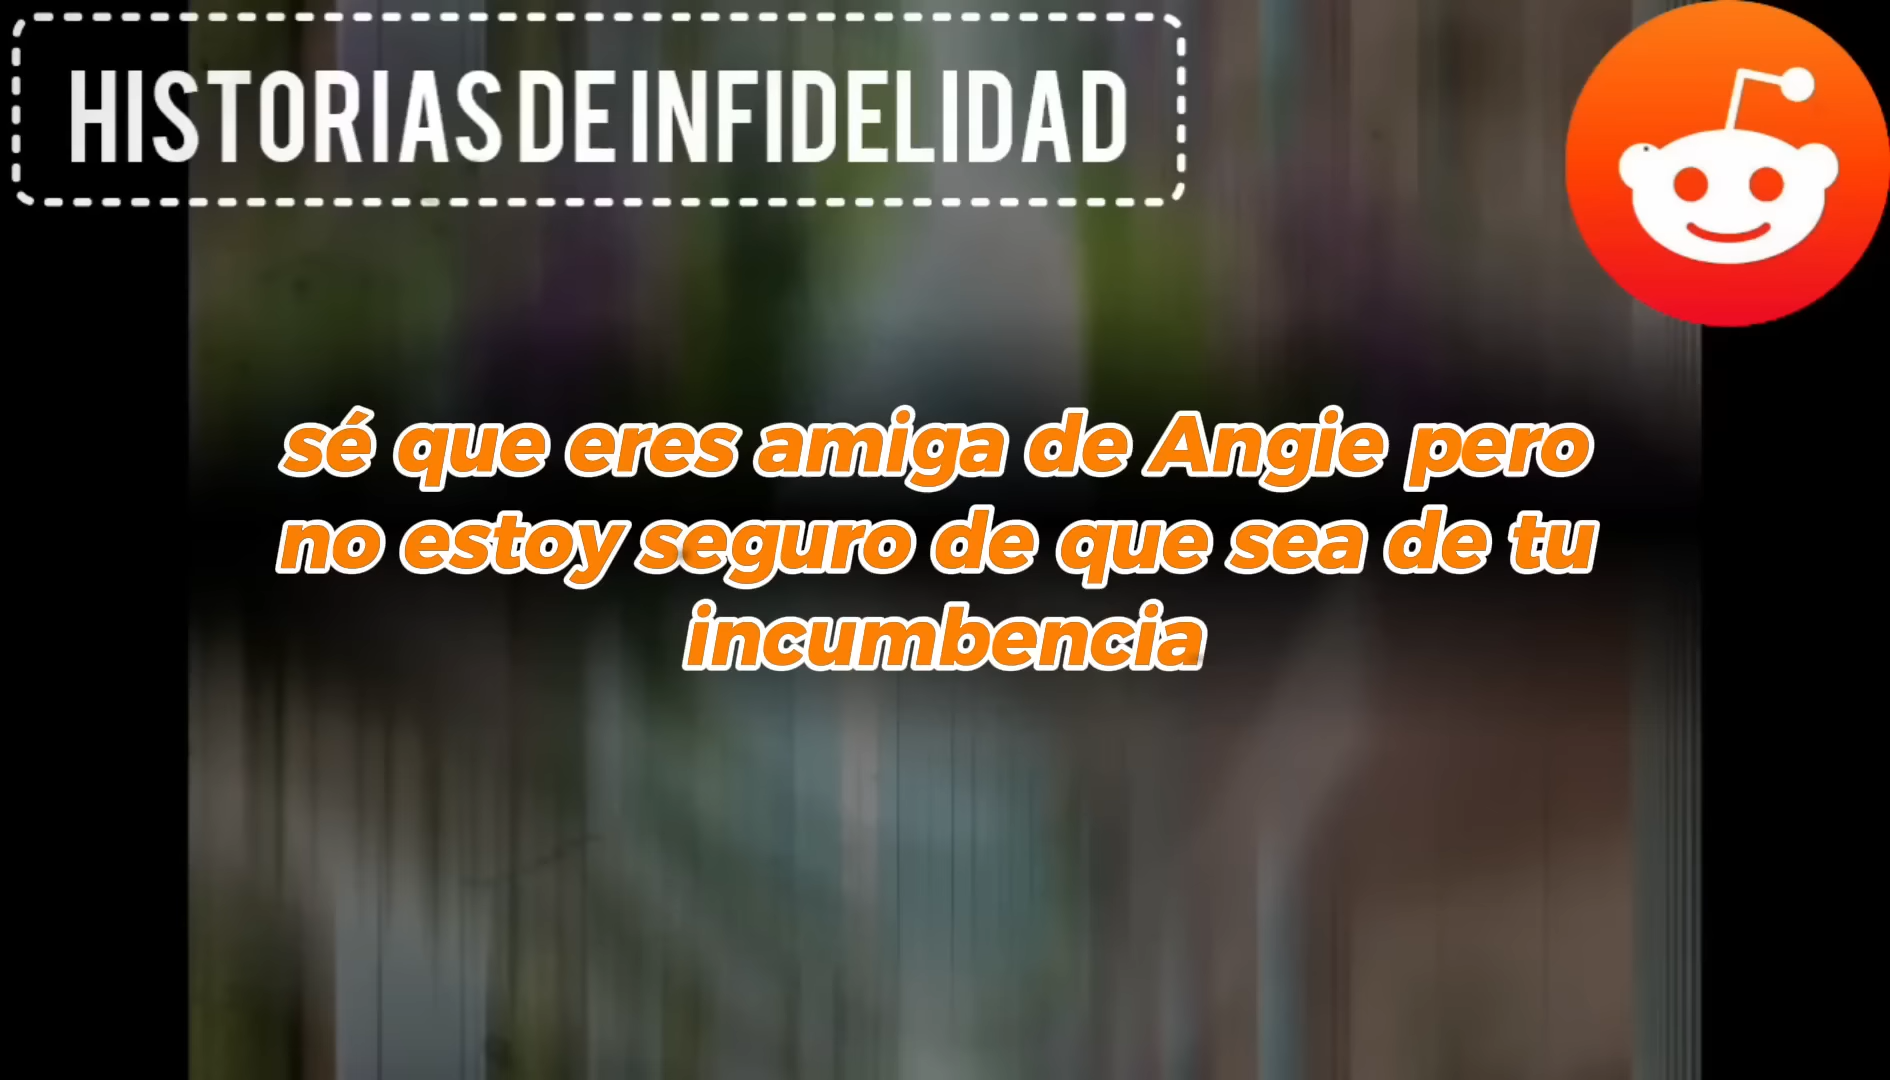 HISTORIAS DE INFIDELIDAD
sé que eres amiga de Angie pero
no estoy seguro de que sea de tu
incumbencia